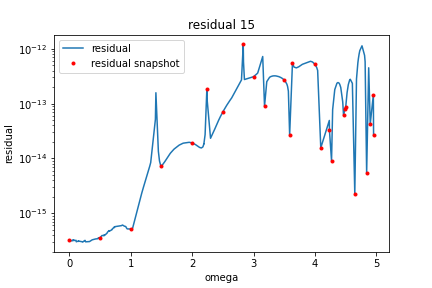 residual 15
residual
residual snapshot
10⁻¹²
10⁻¹³
10⁻¹⁴
10⁻¹⁵
residual
0 1 2 3 4 5
omega